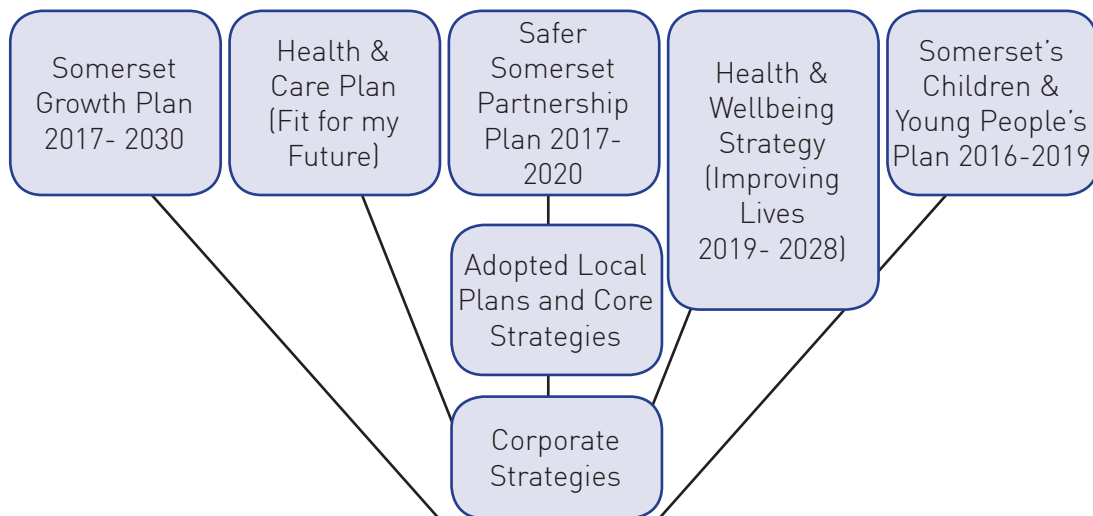 Somerset
Growth Plan
2017- 2030
Health &
Care Plan
(Fit for my
Future)
Safer
Somerset
Partnership
Plan 2017-
2020
Health &
Wellbeing
Strategy
(Improving
Lives
2019- 2028)
Somerset’s
Children &
Young People’s
Plan 2016-2019
Adopted Local
Plans and Core
Strategies
Corporate
Strategies